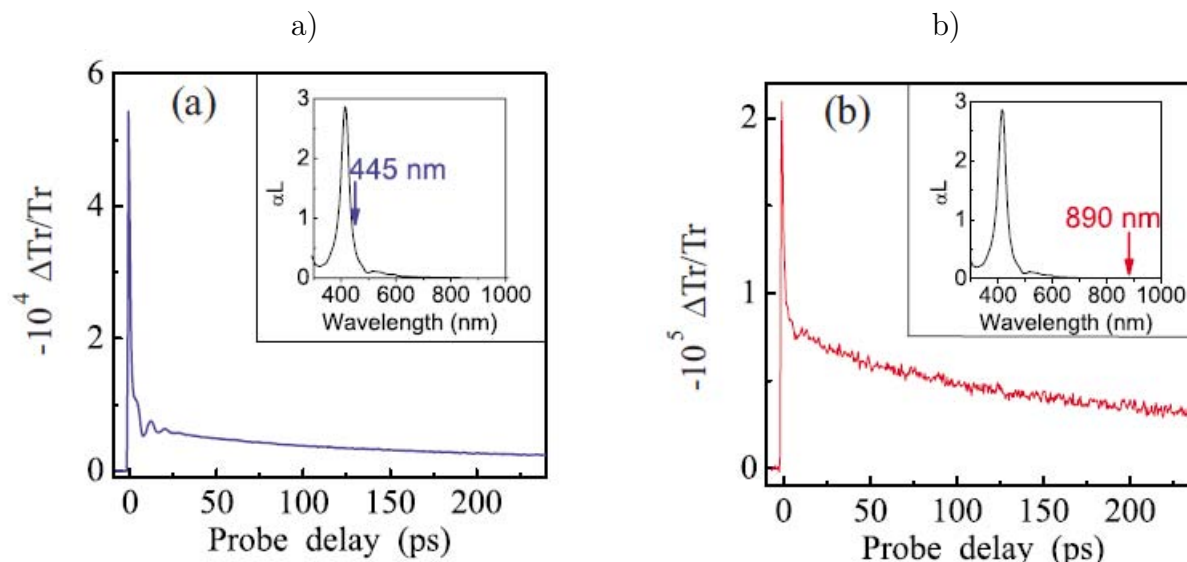 a)
b)
(a)
-10⁴ ΔTr/Tr
6
4
2
0
0 50 100 150 200
Probe delay (ps)
αL
3
2
1
0
445 nm
400 600 800 1000
Wavelength (nm)
(b)
-10⁵ ΔTr/Tr
2
1
0
0 50 100 150 200
Probe delay (ps)
αL
3
2
1
0
890 nm
400 600 800 1000
Wavelength (nm)